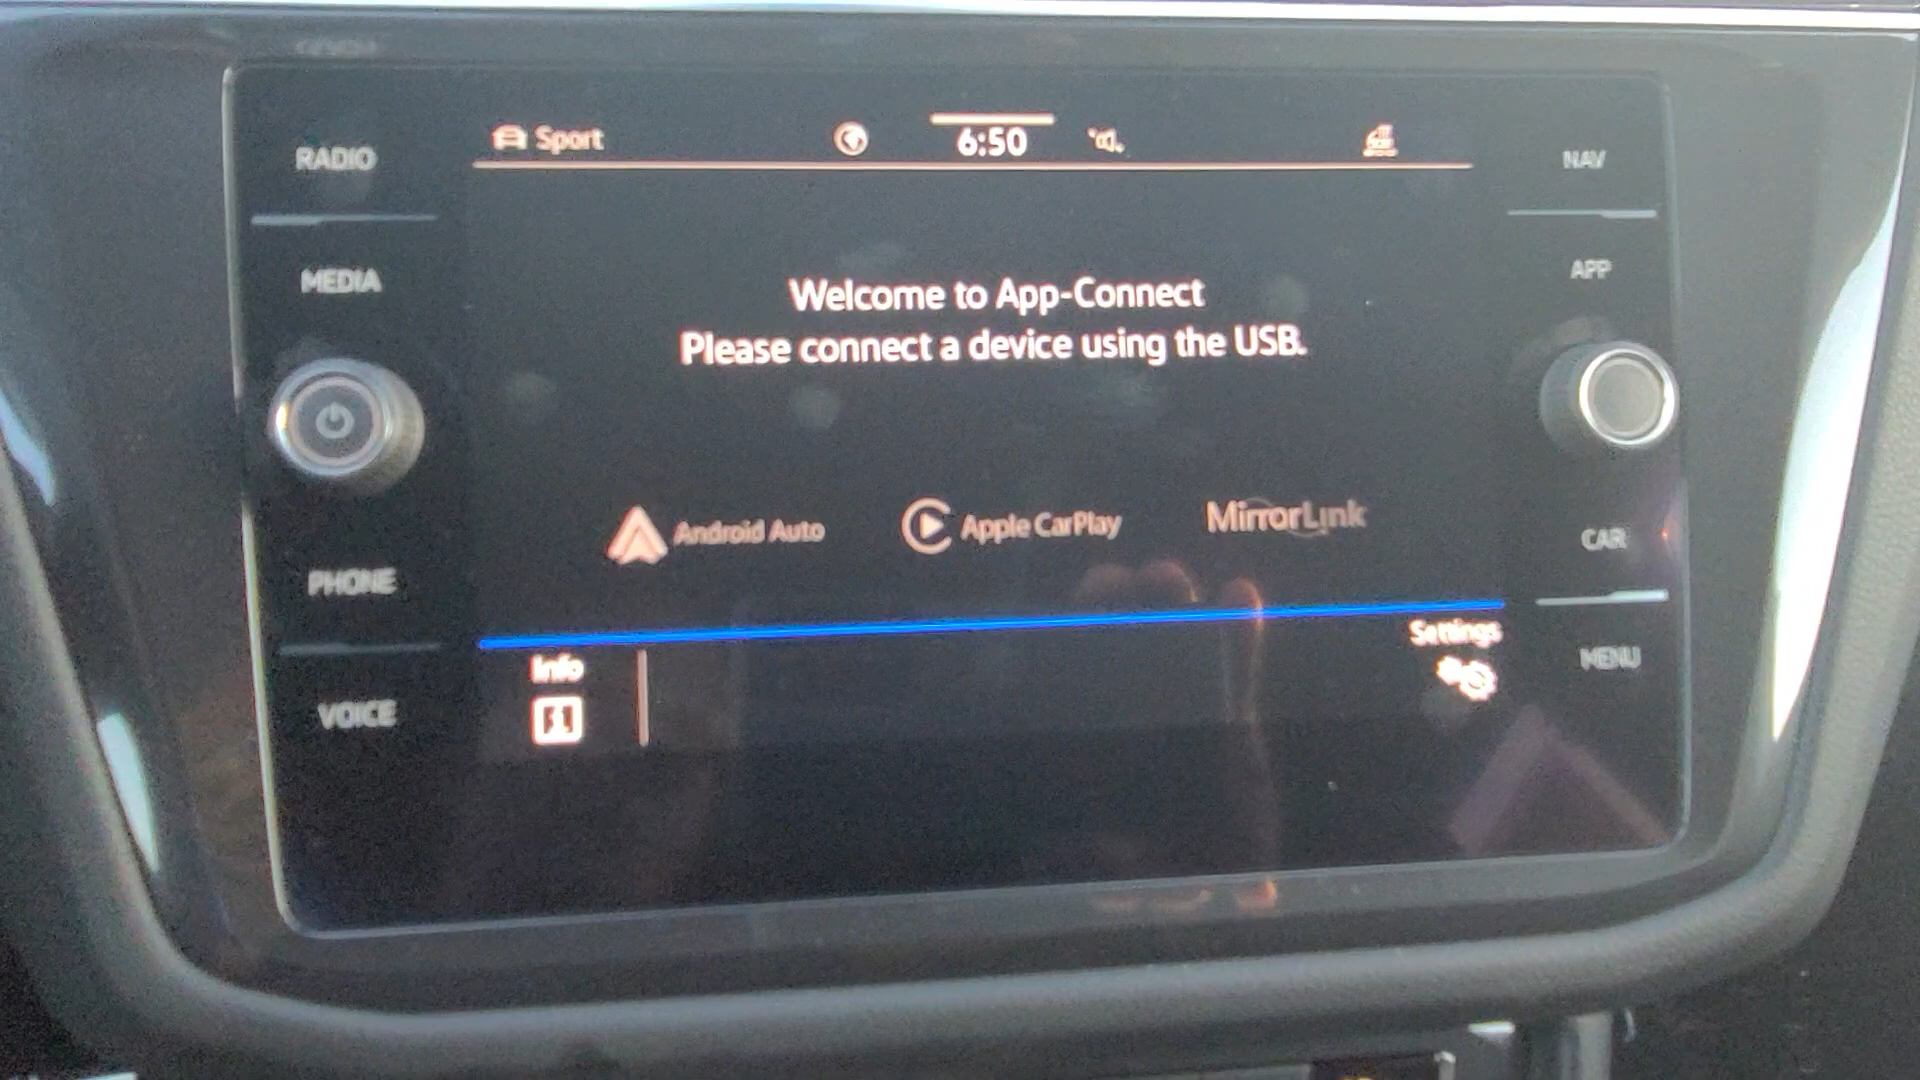 Sport
6:50
RADIO
NAV
MEDIA
APP
Welcome to App-Connect
Please connect a device using the USB.
Android Auto
Apple CarPlay
MirrorLink
PHONE
CAR
Info
Settings
VOICE
MENU